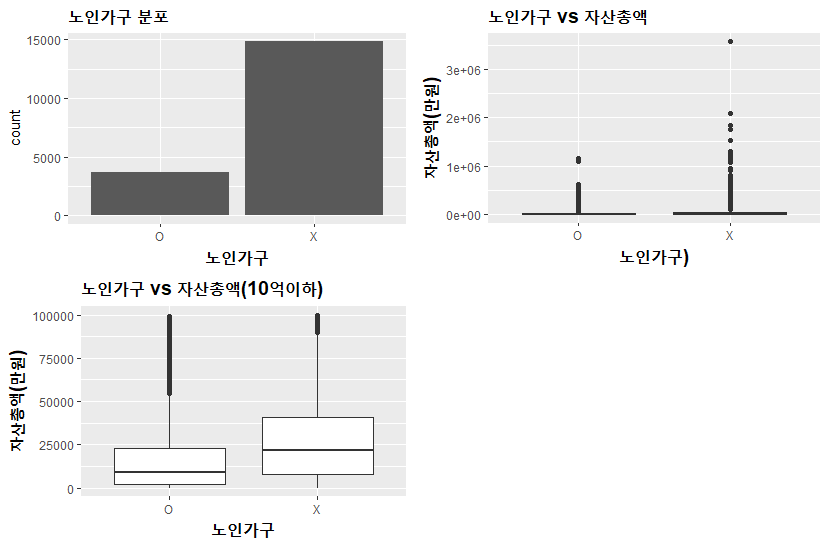 노인가구 분포
15000
10000
5000
0
count
O
X
노인가구
노인가구 vs 자산총액
3e+06
2e+06
1e+06
0e+00
자산총액(만원)
O
X
노인가구)
노인가구 vs 자산총액(10억이하)
100000
75000
50000
25000
0
자산총액(만원)
O
X
노인가구